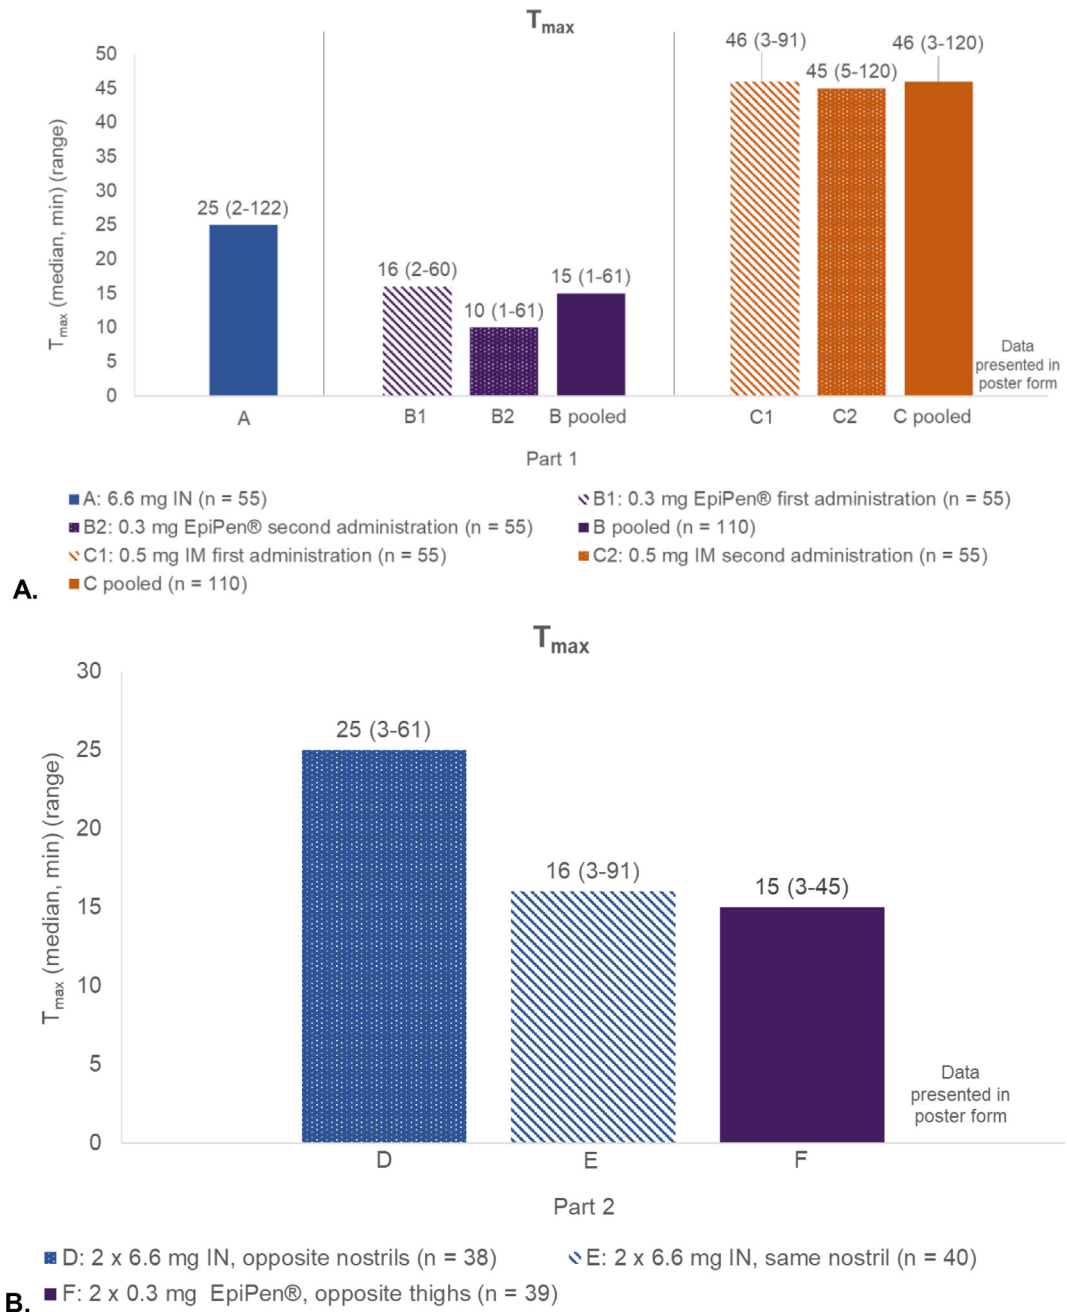 A.
Tmax
Tmax (median, min) (range)
50
45
40
35
30
25
20
15
10
5
0
25 (2-122)
16 (2-60)
10 (1-61)
15 (1-61)
46 (3-91)
45 (5-120)
46 (3-120)
Data
presented in
poster form
A B1 B2 B pooled C1 C2 C pooled
Part 1
A: 6.6 mg IN (n = 55) B1: 0.3 mg EpiPen® first administration (n = 55)
B2: 0.3 mg EpiPen® second administration (n = 55) B pooled (n = 110)
C1: 0.5 mg IM first administration (n = 55) C2: 0.5 mg IM second administration (n = 55)
C pooled (n = 110)
Tmax
Tmax (median, min) (range)
30
25
20
15
10
5
0
25 (3-61)
16 (3-91)
15 (3-45)
Data
presented in
poster form
D E F
Part 2
D: 2 x 6.6 mg IN, opposite nostrils (n = 38) E: 2 x 6.6 mg IN, same nostril (n = 40)
F: 2 x 0.3 mg EpiPen®, opposite thighs (n = 39)
B.